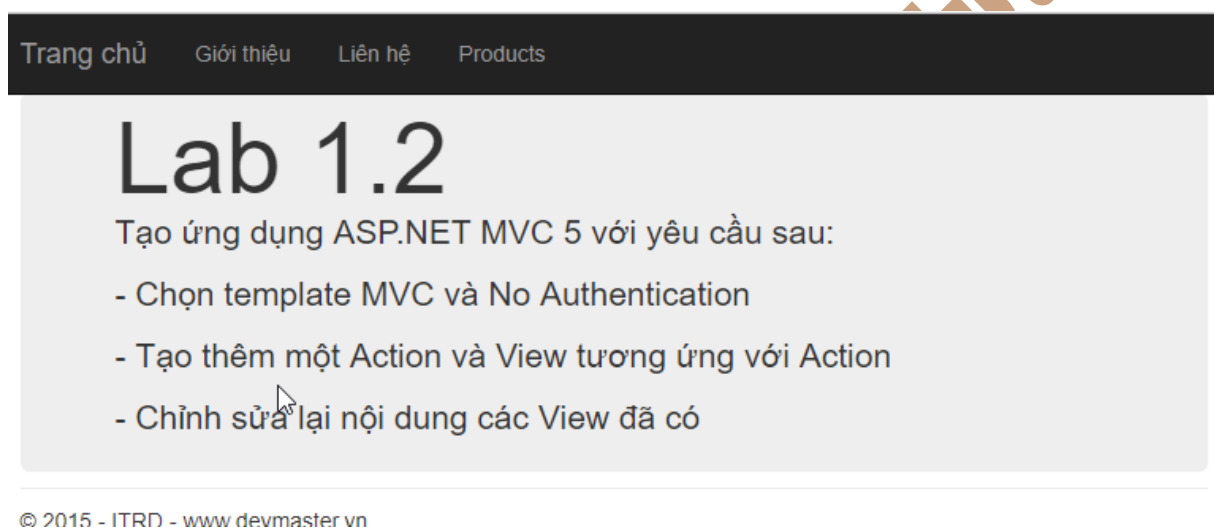 Trang chủ Giới thiệu Liên hệ Products
Lab 1.2
Tạo ứng dụng ASP.NET MVC 5 với yêu cầu sau:
- Chọn template MVC và No Authentication
- Tạo thêm một Action và View tương ứng với Action
- Chỉnh sửa lại nội dung các View đã có
© 2015 - ITRD - www.devmaster.vn